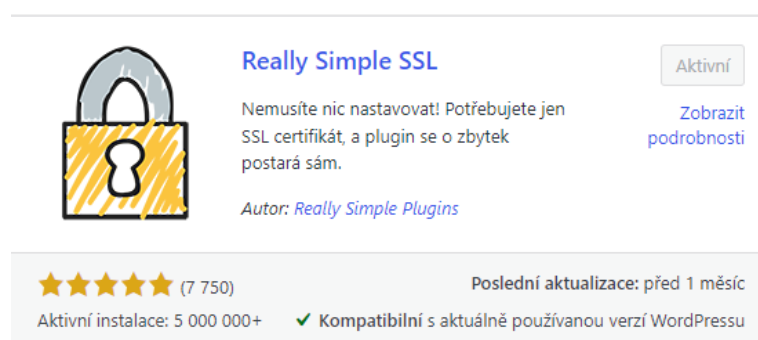 Really Simple SSL
Aktivní
Nemusíte nic nastavovat! Potřebujete jen
SSL certifikát, a plugin se o zbytek
postará sám.
Zobrazit
podrobnosti
Autor: Really Simple Plugins
(7 750)
Poslední aktualizace: před 1 měsíc
Aktivní instalace: 5 000 000+
✔ Kompatibilní s aktuálně používanou verzí WordPressu